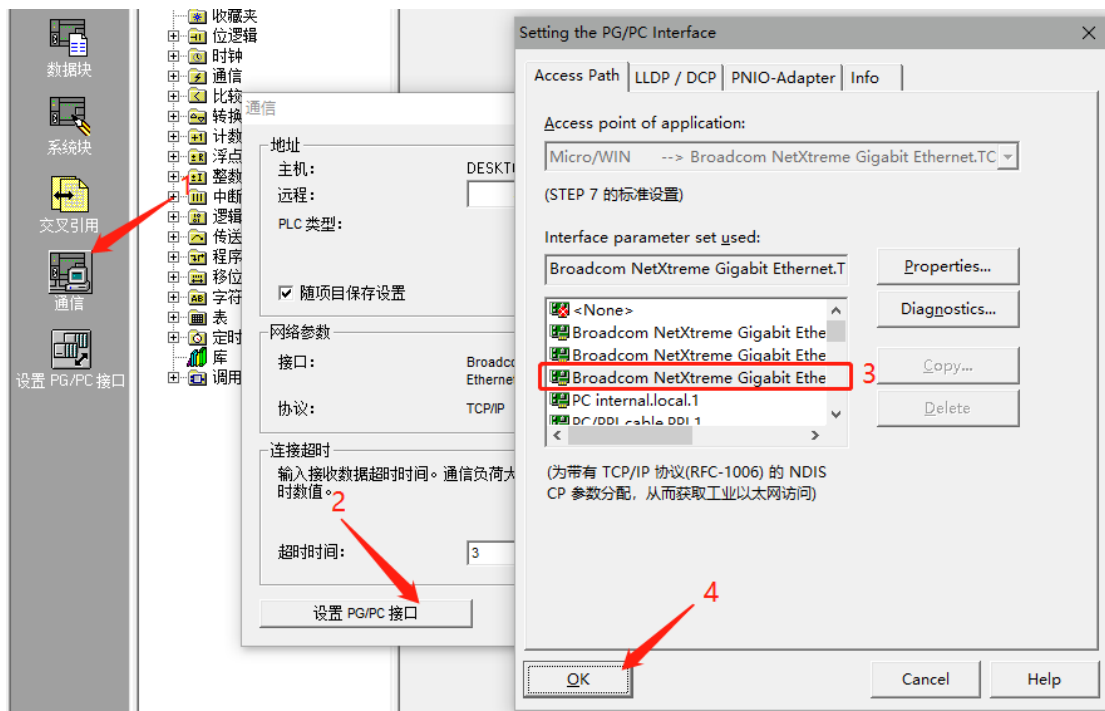 数据块
系统块
交叉引用
通信
设置 PG/PC 接口
收藏夹
位逻辑
时钟
通信
比较
转换
计数
浮点
整数
中断
逻辑
传送
程序
移位
字符
表
定时
库
调用
1
通信
地址
主机:
DESKT
远程:
PLC 类型:
随项目保存设置
网络参数
接口:
Broadc
Etherne
协议:
TCP/IP
连接超时
输入接收数据超时时间。通信负荷大
时数值。
2
超时时间:
3
设置 PG/PC 接口
Setting the PG/PC Interface
Access Path
LLDP / DCP
PNIO-Adapter
Info
Access point of application:
Micro/WIN --> Broadcom NetXtreme Gigabit Ethernet.TC
(STEP 7 的标准设置)
Interface parameter set used:
Broadcom NetXtreme Gigabit Ethernet.T
Properties...
Diagnostics...
Copy...
Delete
<None>
Broadcom NetXtreme Gigabit Ethe
Broadcom NetXtreme Gigabit Ethe
Broadcom NetXtreme Gigabit Ethe
3
PC internal.local.1
PC/PPI cable.PPI.1
(为带有 TCP/IP 协议(RFC-1006) 的 NDIS
CP 参数分配，从而获取工业以太网访问)
4
OK
Cancel
Help